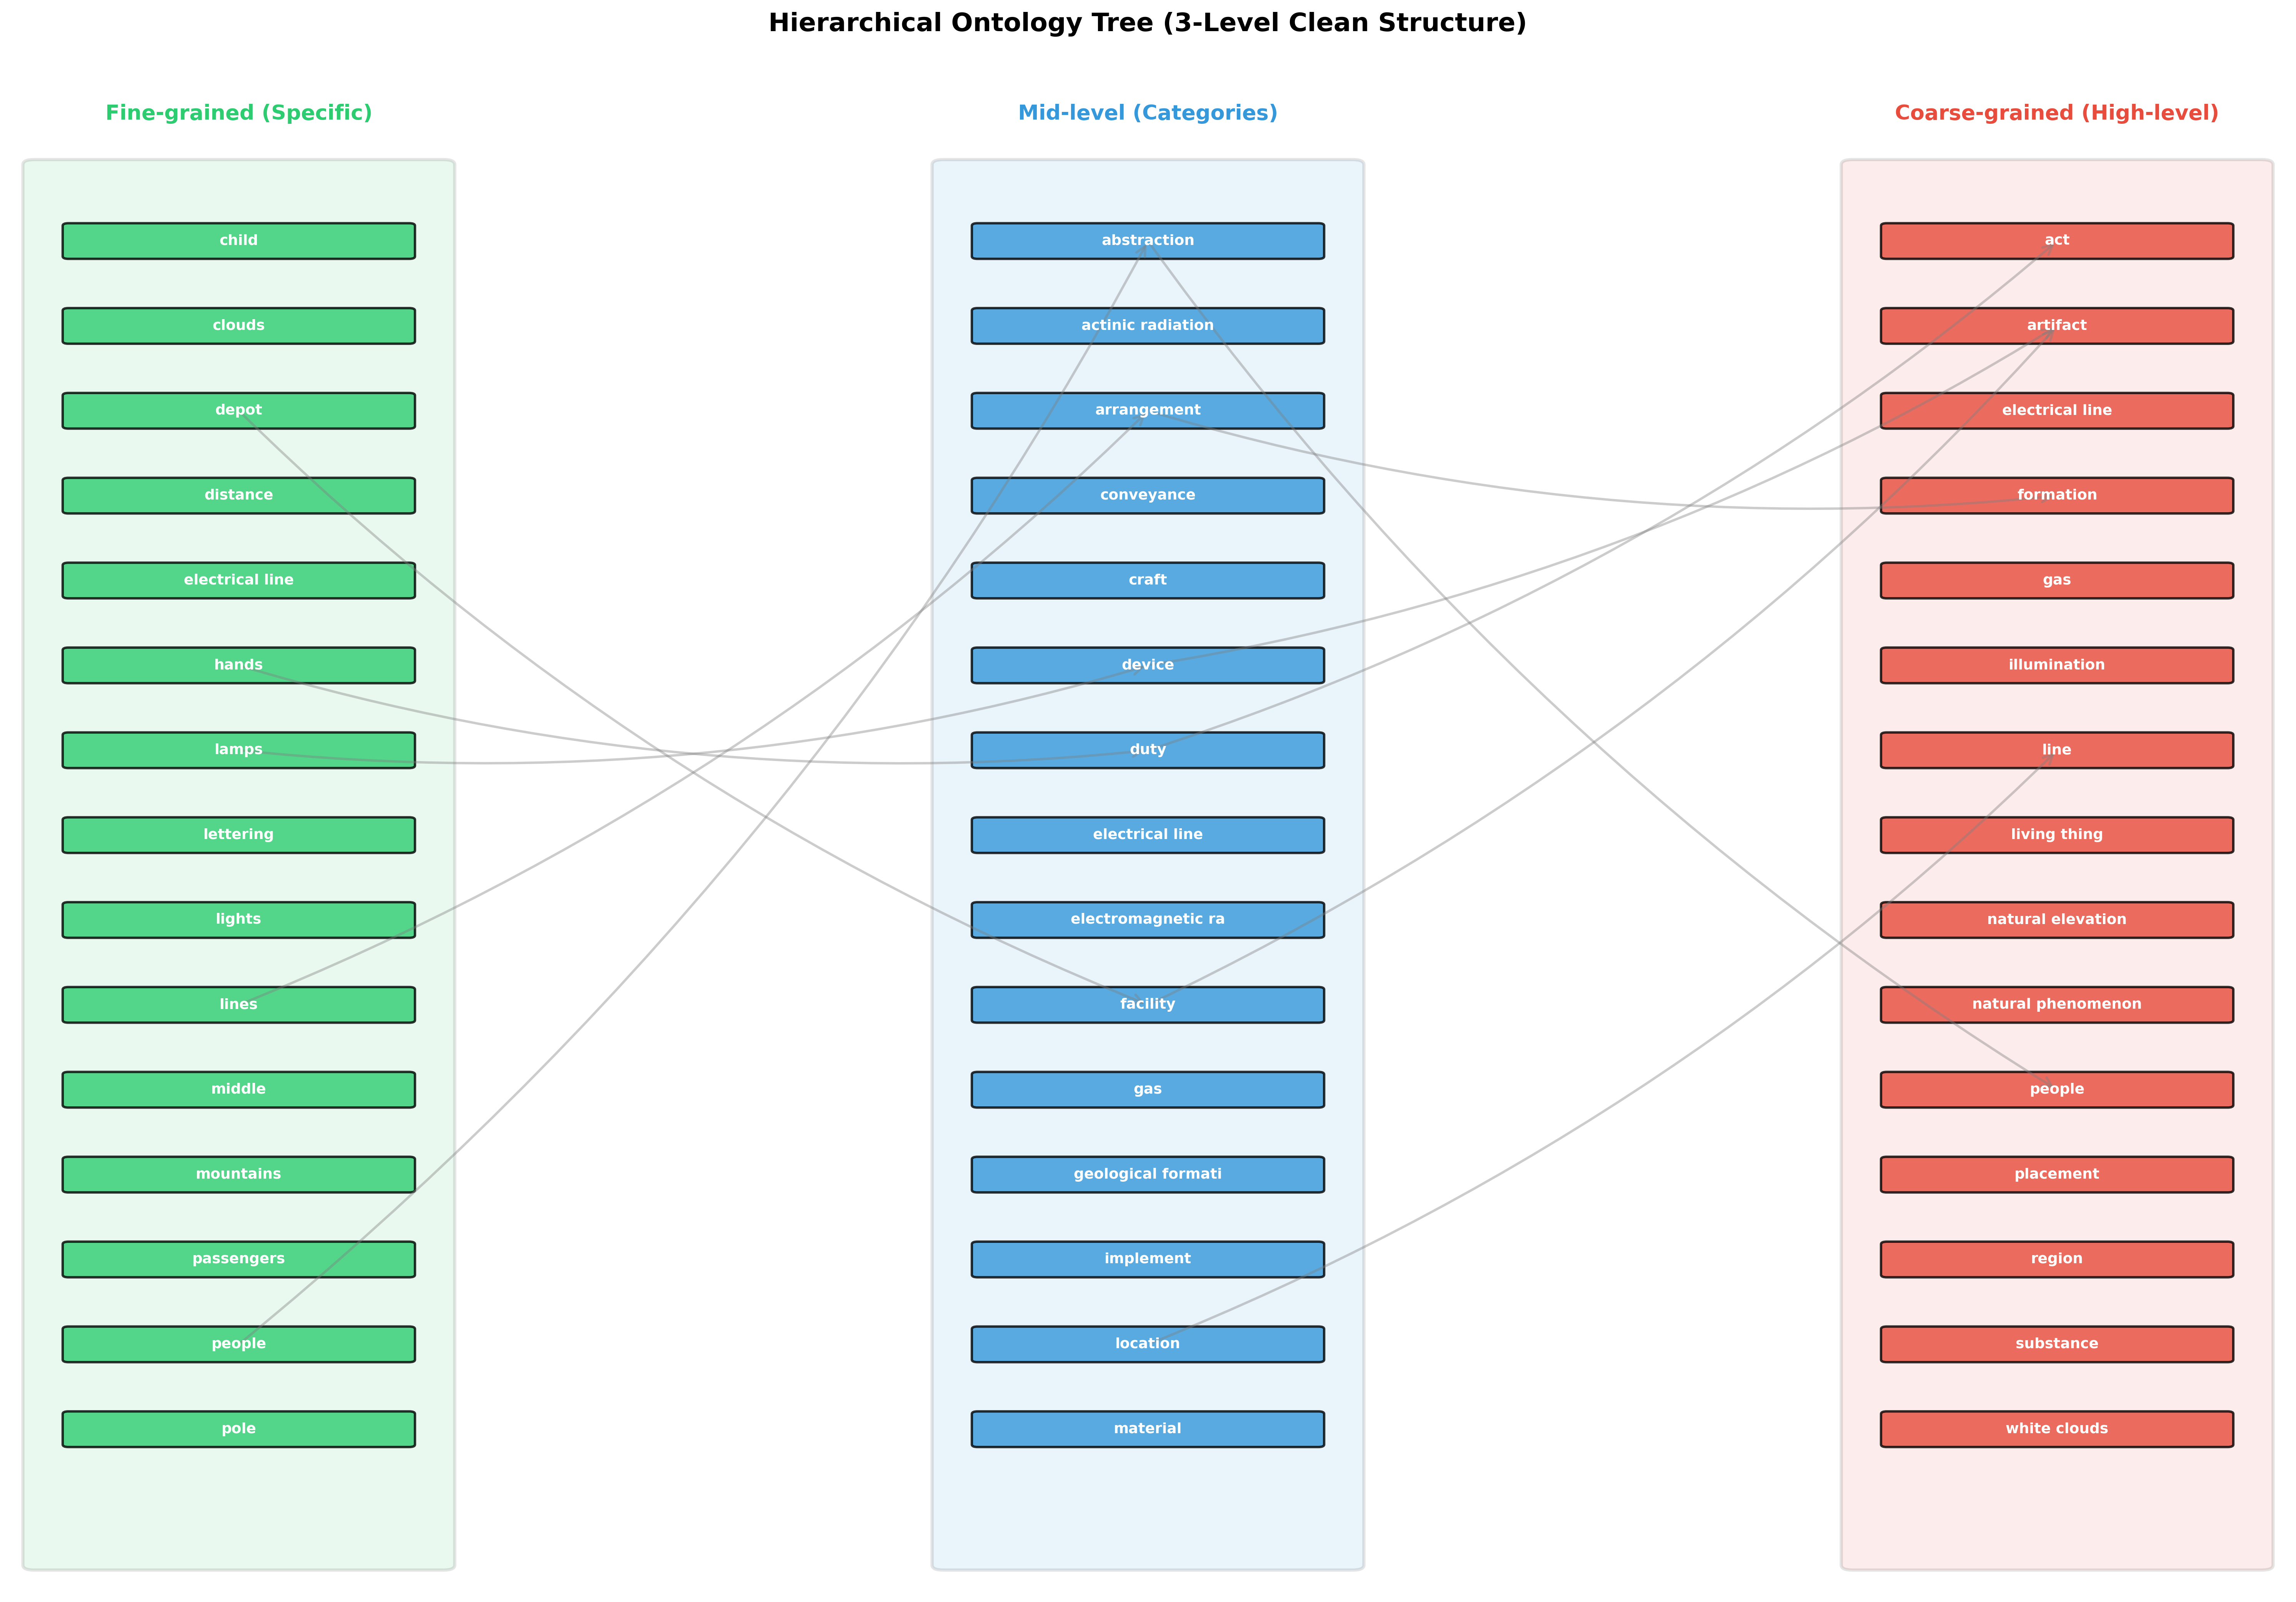 Hierarchical Ontology Tree (3-Level Clean Structure)
Fine-grained (Specific)
child
clouds
depot
distance
electrical line
hands
lamps
lettering
lights
lines
middle
mountains
passengers
people
pole
Mid-level (Categories)
abstraction
actinic radiation
arrangement
conveyance
craft
device
duty
electrical line
electromagnetic ra
facility
gas
geological formati
implement
location
material
Coarse-grained (High-level)
act
artifact
electrical line
formation
gas
illumination
line
living thing
natural elevation
natural phenomenon
people
placement
region
substance
white clouds